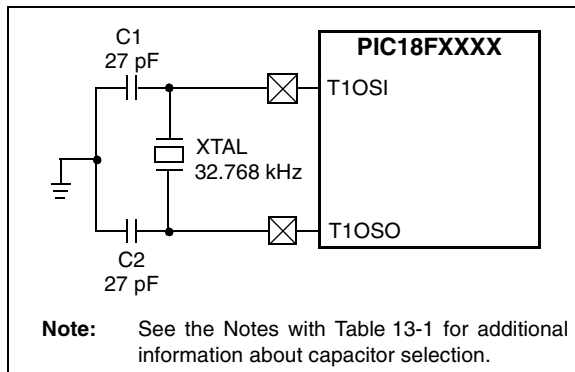 C1
27 pF
PIC18FXXXX
T1OSI
XTAL
32.768 kHz
T1OSO
C2
27 pF
Note: See the Notes with Table 13-1 for additional
information about capacitor selection.